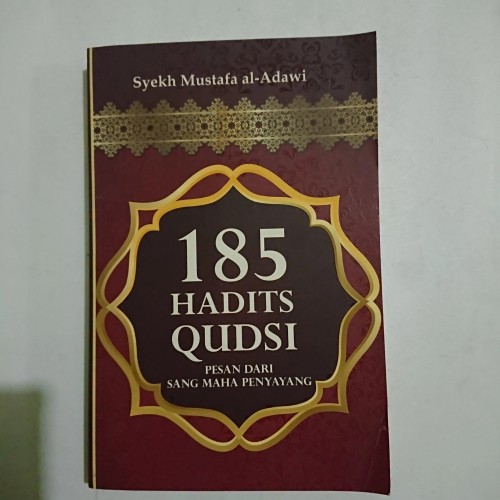 Syekh Mustafa al-Adawi
185
HADITS
QUDSI
PESAN DARI
SANG MAHA PENYAYANG